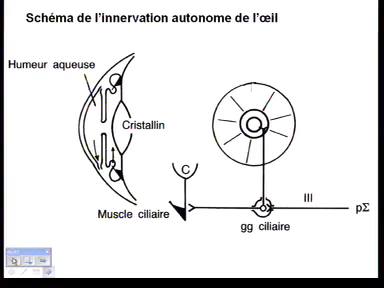 Schéma de l'innervation autonome de l'œil
Humeur aqueuse
Cristallin
C
Muscle ciliaire
III
pΣ
gg ciliaire